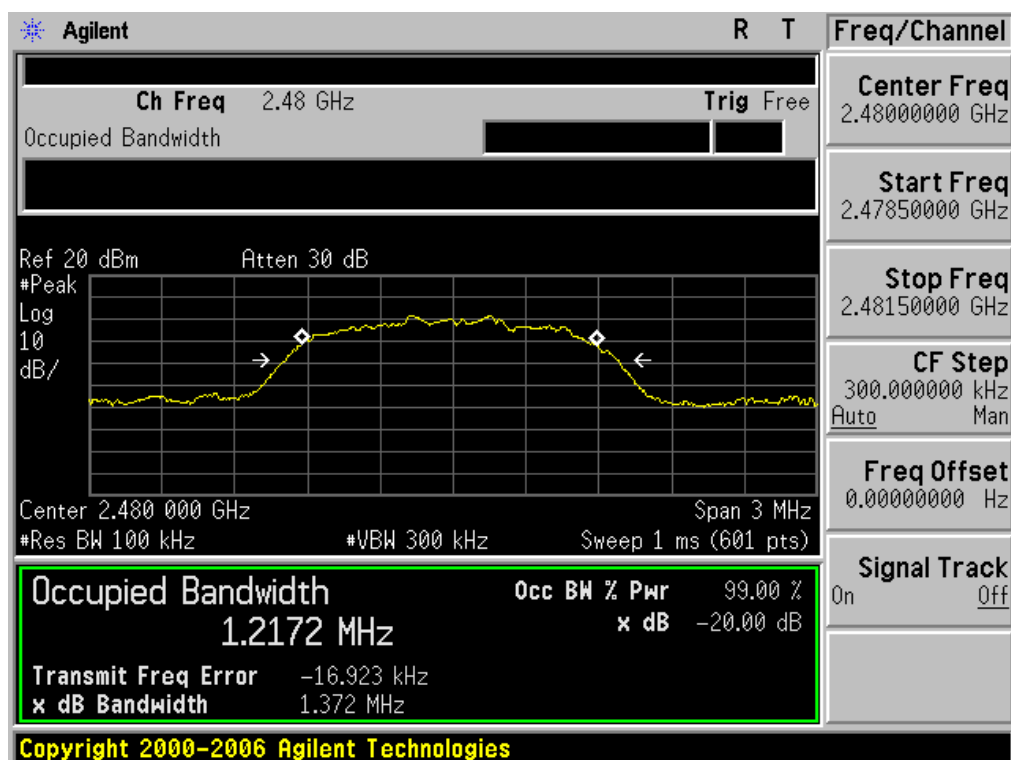 Agilent R T Freq/Channel
Ch Freq 2.48 GHz Trig Free
Occupied Bandwidth
Center Freq
2.48000000 GHz
Start Freq
2.47850000 GHz
Stop Freq
2.48150000 GHz
CF Step
300.000000 kHz
Auto Man
Freq Offset
0.00000000 Hz
Signal Track
On Off
Ref 20 dBm Atten 30 dB
#Peak
Log
10
dB/
Center 2.480 000 GHz Span 3 MHz
#Res BW 100 kHz #VBW 300 kHz Sweep 1 ms (601 pts)
Occupied Bandwidth Occ BW % Pwr 99.00 %
1.2172 MHz x dB -20.00 dB
Transmit Freq Error -16.923 kHz
x dB Bandwidth 1.372 MHz
Copyright 2000-2006 Agilent Technologies